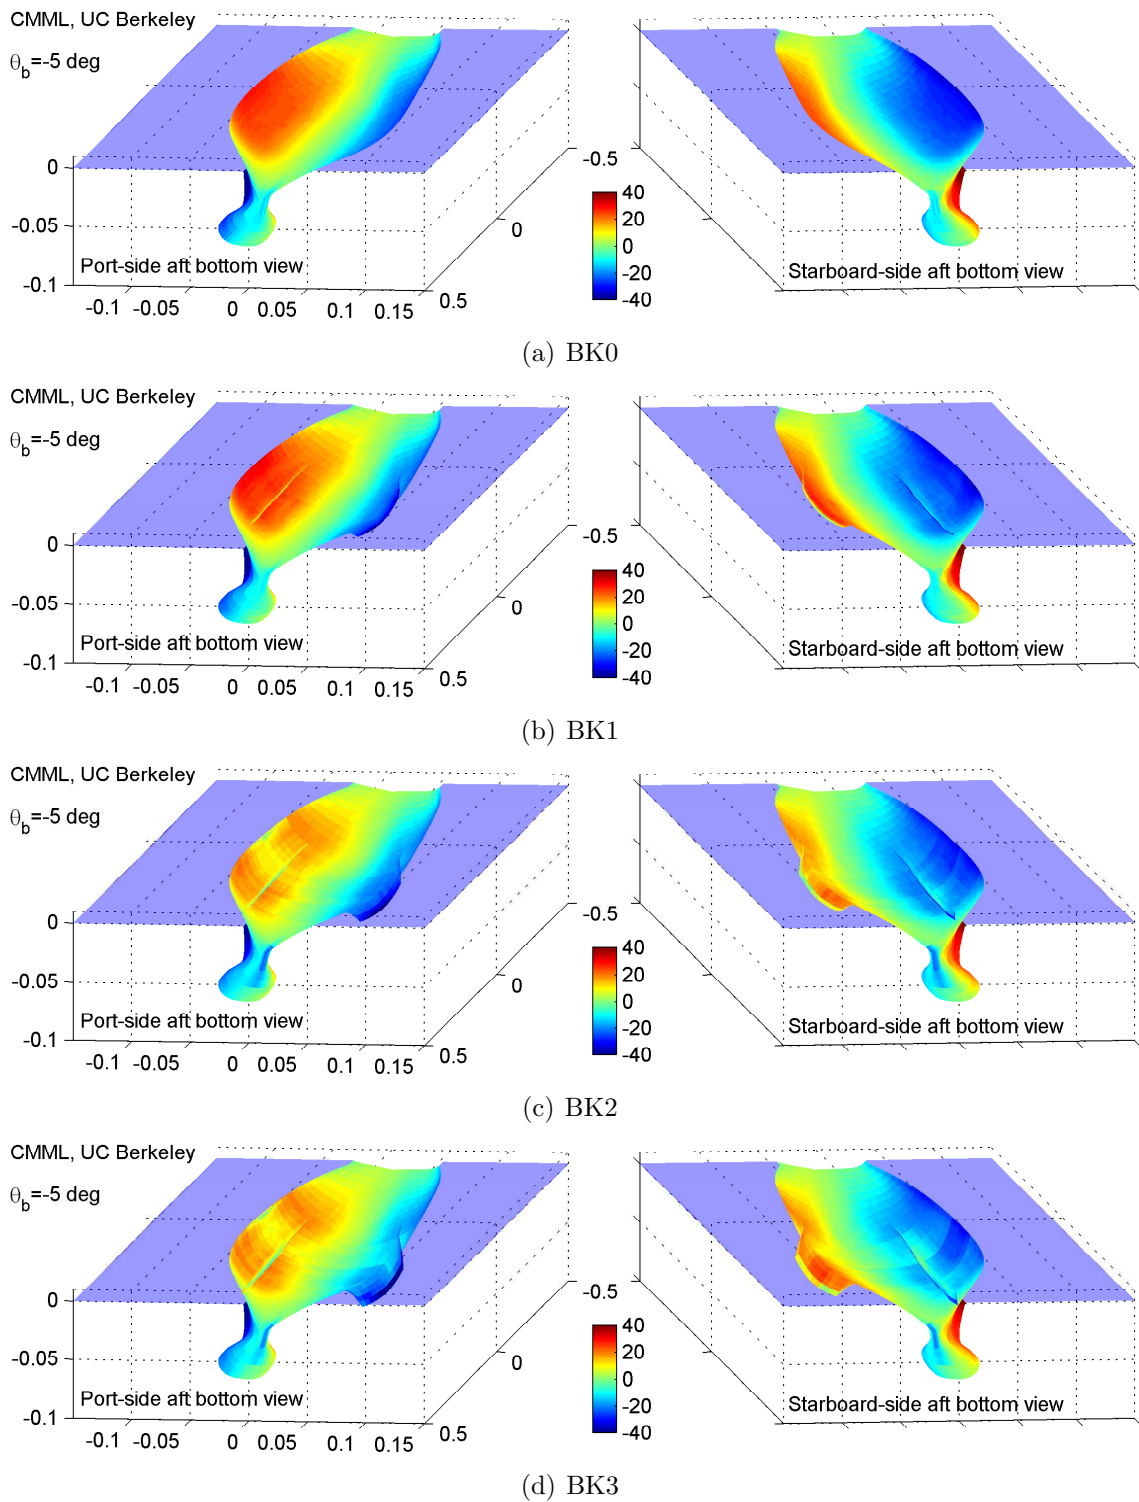 CMML, UC Berkeley
θb=-5 deg
0
-0.05
-0.1
Port-side aft bottom view
-0.1 -0.05 0 0.05 0.1 0.15
0.5
0
-0.5
40
20
0
-20
-40
Starboard-side aft bottom view
(a) BK0
CMML, UC Berkeley
θb=-5 deg
0
-0.05
-0.1
Port-side aft bottom view
-0.1 -0.05 0 0.05 0.1 0.15
0.5
0
-0.5
40
20
0
-20
-40
Starboard-side aft bottom view
(b) BK1
CMML, UC Berkeley
θb=-5 deg
0
-0.05
-0.1
Port-side aft bottom view
-0.1 -0.05 0 0.05 0.1 0.15
0.5
0
-0.5
40
20
0
-20
-40
Starboard-side aft bottom view
(c) BK2
CMML, UC Berkeley
θb=-5 deg
0
-0.05
-0.1
Port-side aft bottom view
-0.1 -0.05 0 0.05 0.1 0.15
0.5
0
-0.5
40
20
0
-20
-40
Starboard-side aft bottom view
(d) BK3